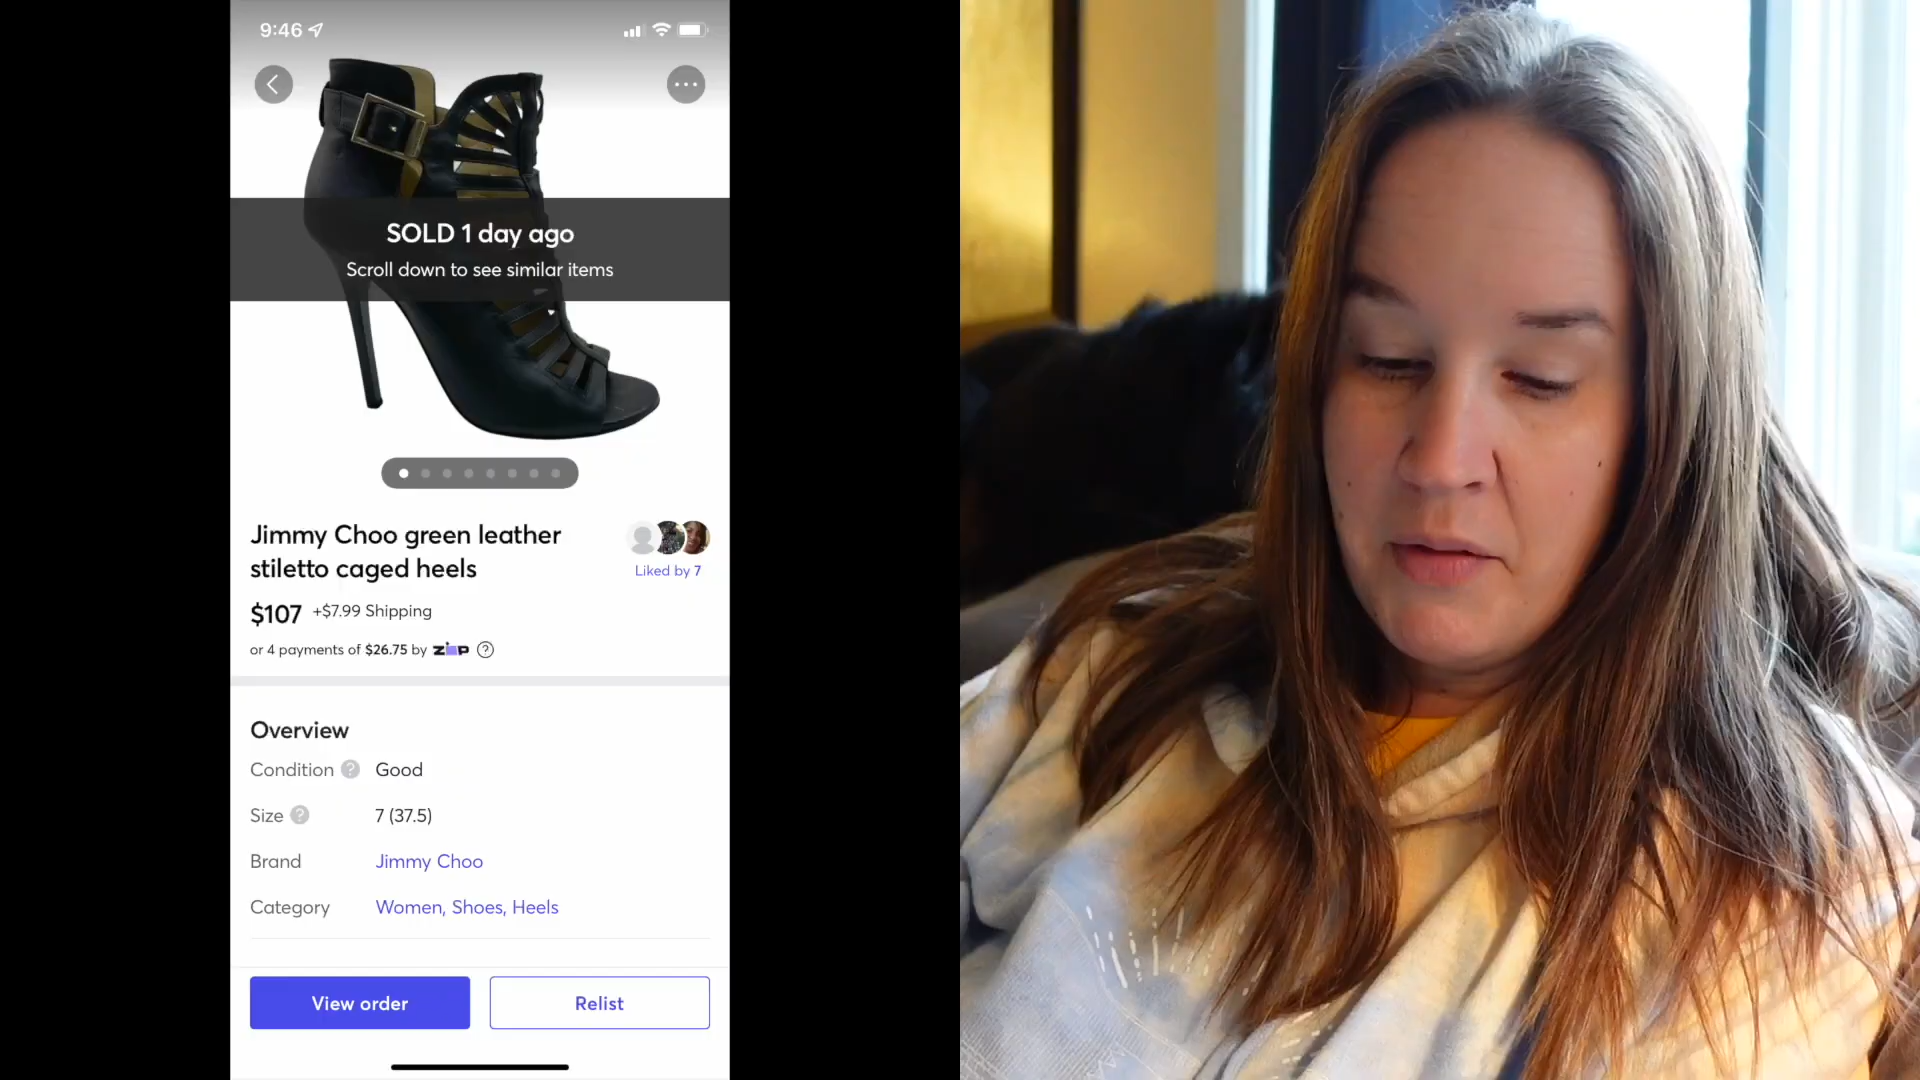 9:46
SOLD 1 day ago
Scroll down to see similar items
Jimmy Choo green leather
stiletto caged heels
Liked by 7
$107 +$7.99 Shipping
or 4 payments of $26.75 by zip ?
Overview
Condition ? Good
Size ? 7 (37.5)
Brand Jimmy Choo
Category Women, Shoes, Heels
View order
Relist